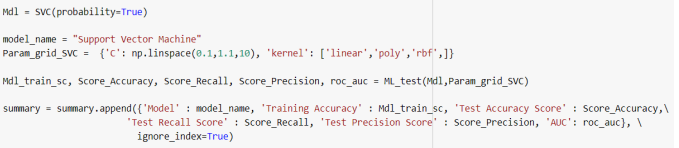 Mdl = SVC(probability=True)
model_name = "Support Vector Machine"
Param_grid_SVC =  {'C': np.linspace(0.1,1.1,10), 'kernel': ['linear','poly','rbf',]}
Mdl_train_sc, Score_Accuracy, Score_Recall, Score_Precision, roc_auc = ML_test(Mdl,Param_grid_SVC)
summary = summary.append({'Model' : model_name, 'Training Accuracy' : Mdl_train_sc, 'Test Accuracy Score' : Score_Accuracy,\
'Test Recall Score' : Score_Recall, 'Test Precision Score' : Score_Precision, 'AUC': roc_auc}, \
ignore_index=True)